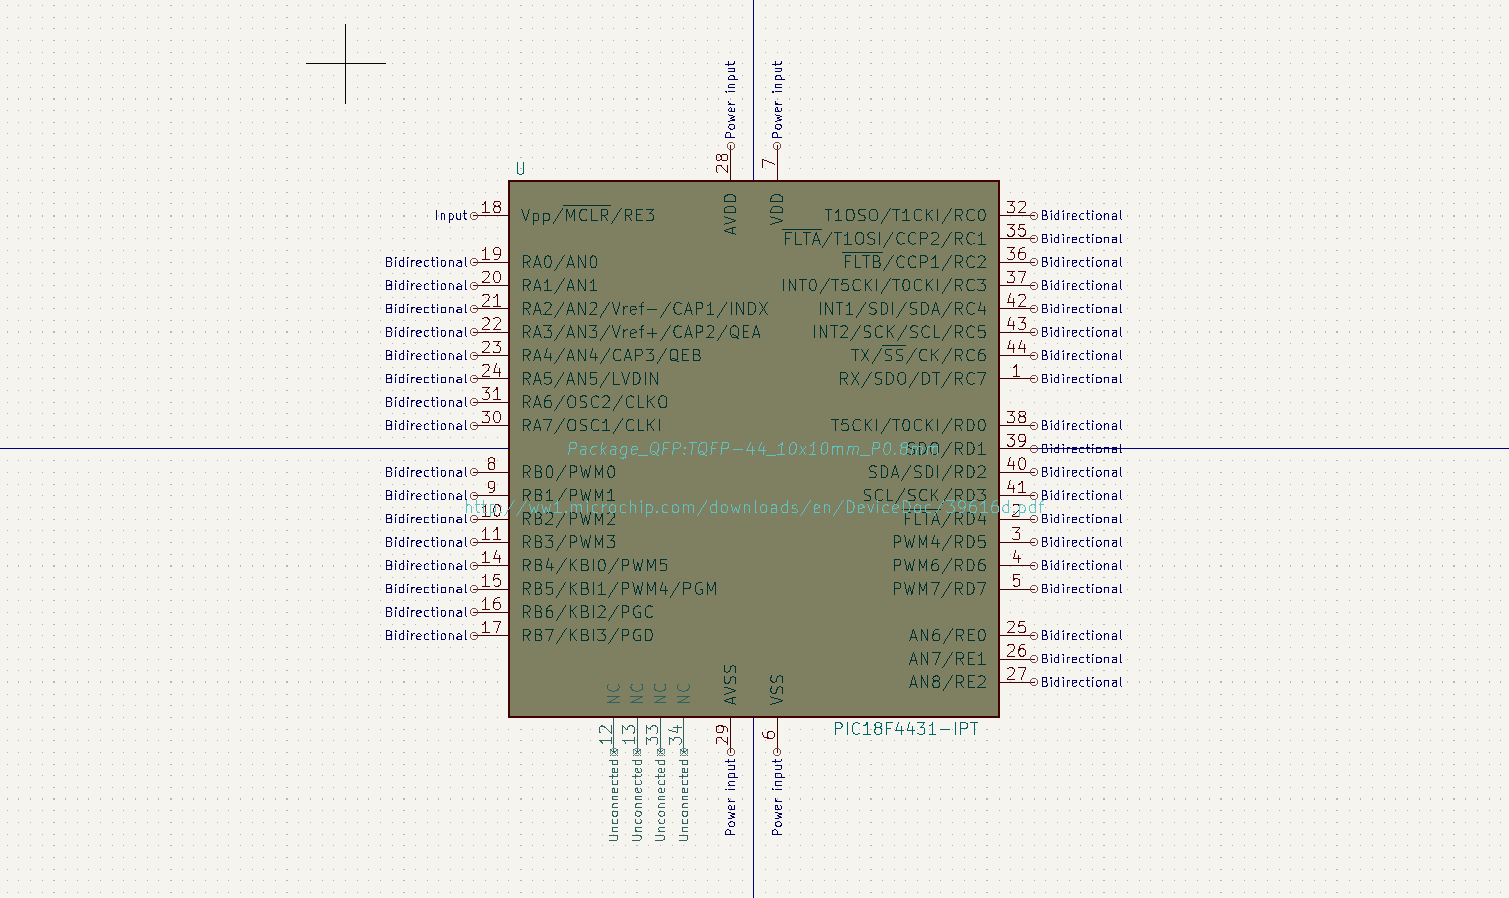 Power input
Power input
28
7
U
AVDD
VDD
Input 18 Vpp/MCLR/RE3
T1OSO/T1CKI/RC0 32 Bidirectional
FLTA/T1OSI/CCP2/RC1 35 Bidirectional
Bidirectional 19 RA0/AN0
FLTB/CCP1/RC2 36 Bidirectional
Bidirectional 20 RA1/AN1
INT0/T5CKI/T0CKI/RC3 37 Bidirectional
Bidirectional 21 RA2/AN2/Vref-/CAP1/INDX
INT1/SDI/SDA/RC4 42 Bidirectional
Bidirectional 22 RA3/AN3/Vref+/CAP2/QEA
INT2/SCK/SCL/RC5 43 Bidirectional
Bidirectional 23 RA4/AN4/CAP3/QEB
TX/SS/CK/RC6 44 Bidirectional
Bidirectional 24 RA5/AN5/LVDIN
RX/SDO/DT/RC7 1 Bidirectional
Bidirectional 31 RA6/OSC2/CLKO
Bidirectional 30 RA7/OSC1/CLKI
T5CKI/T0CKI/RD0 38 Bidirectional
Package_QFP:TQFP-44_10x10mm_P0.8mm
SDO/RD1 39 Bidirectional
Bidirectional 8 RB0/PWM0
SDA/SDI/RD2 40 Bidirectional
Bidirectional 9 RB1/PWM1
SCL/SCK/RD3 41 Bidirectional
http://ww1.microchip.com/downloads/en/DeviceDoc/39616d.pdf
Bidirectional 10 RB2/PWM2
FLTA/RD4 2 Bidirectional
Bidirectional 11 RB3/PWM3
PWM4/RD5 3 Bidirectional
Bidirectional 14 RB4/KBI0/PWM5
PWM6/RD6 4 Bidirectional
Bidirectional 15 RB5/KBI1/PWM4/PGM
PWM7/RD7 5 Bidirectional
Bidirectional 16 RB6/KBI2/PGC
Bidirectional 17 RB7/KBI3/PGD
AN6/RE0 25 Bidirectional
AN7/RE1 26 Bidirectional
AN8/RE2 27 Bidirectional
NC
NC
NC
NC
AVSS
VSS
PIC18F4431-IPT
12
13
33
34
29
6
Unconnected
Unconnected
Unconnected
Unconnected
Power input
Power input